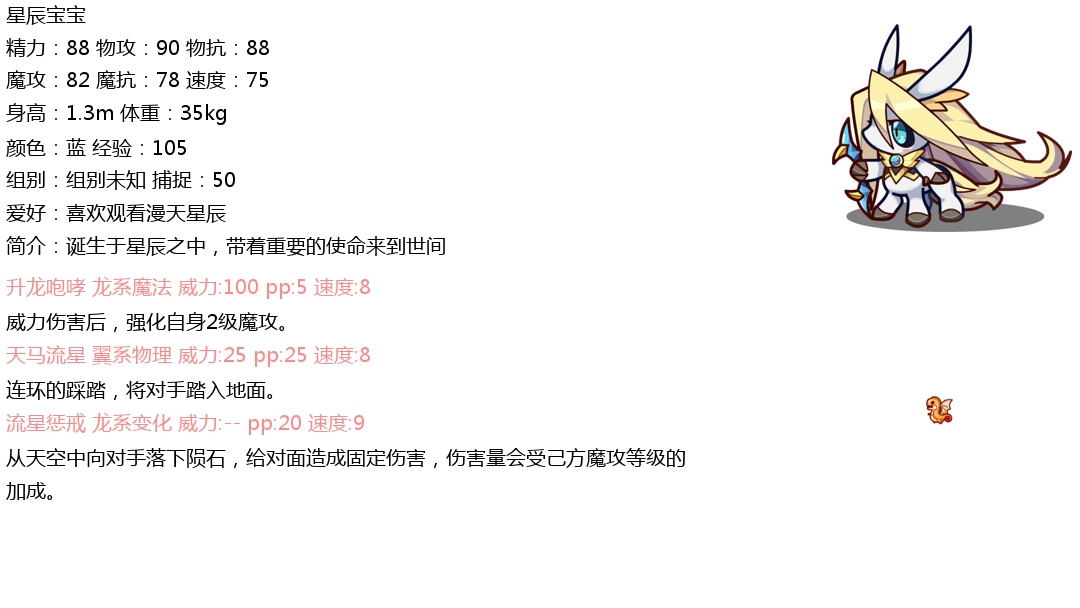 星辰宝宝
精力：88 物攻：90 物抗：88
魔攻：82 魔抗：78 速度：75
身高：1.3m 体重：35kg
颜色：蓝 经验：105
组别：组别未知 捕捉：50
爱好：喜欢观看漫天星辰
简介：诞生于星辰之中，带着重要的使命来到世间
升龙咆哮 龙系魔法 威力:100 pp:5 速度:8
威力伤害后，强化自身2级魔攻。
天马流星 翼系物理 威力:25 pp:25 速度:8
连环的踩踏，将对手踏入地面。
流星惩戒 龙系变化 威力:-- pp:20 速度:9
从天空中向对手落下陨石，给对面造成固定伤害，伤害量会受己方魔攻等级的
加成。